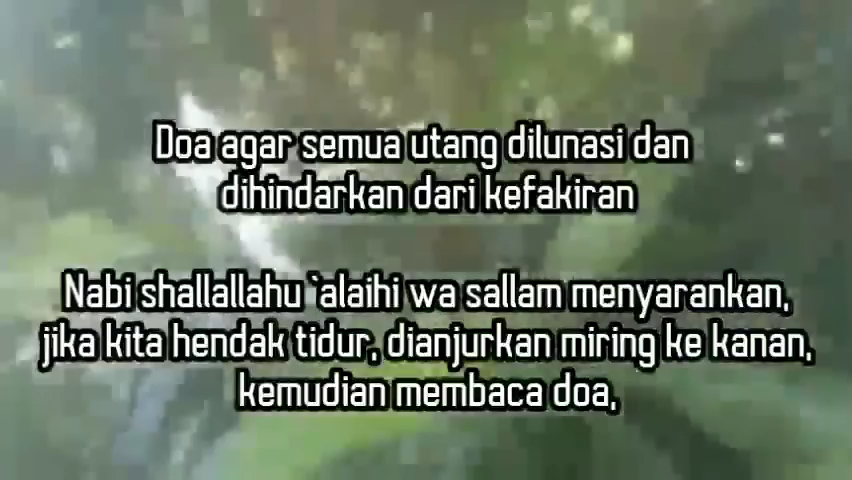 Doa agar semua utang dilunasi dan
dihindarkan dari kefakiran
Nabi shallallahu `alaihi wa sallam menyarankan,
jika kita hendak tidur, dianjurkan miring ke kanan,
kemudian membaca doa,